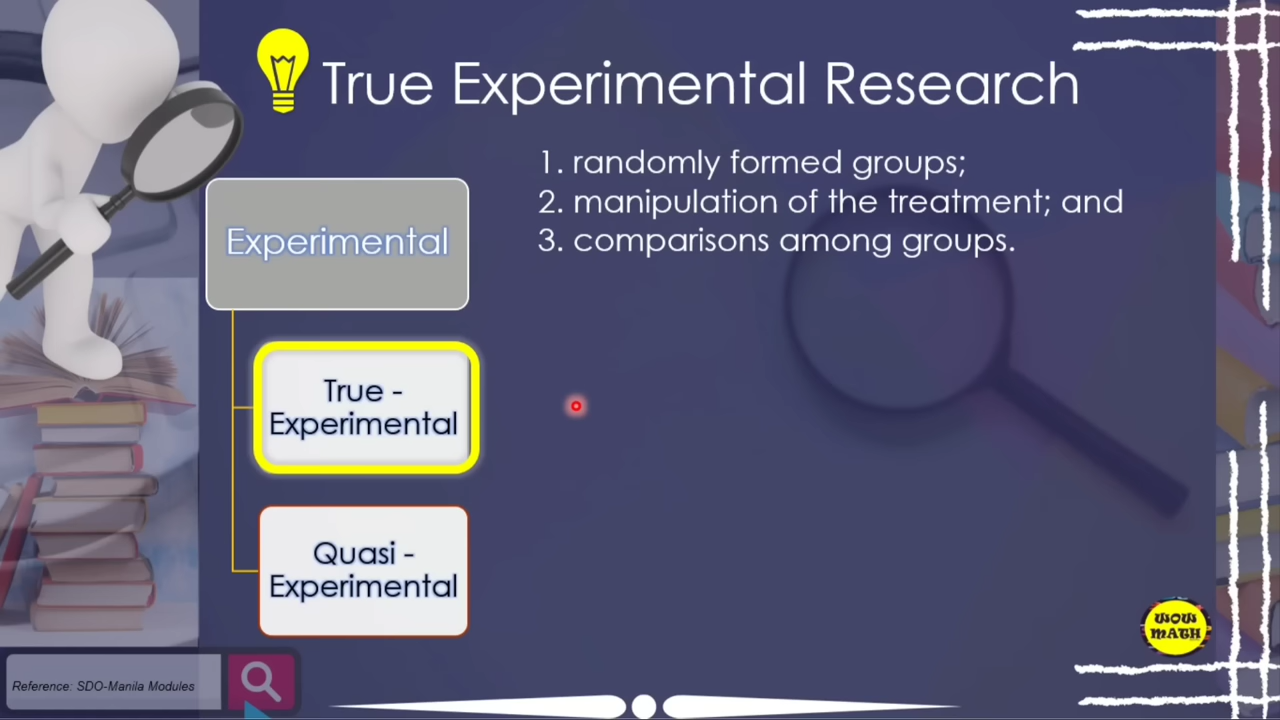 True Experimental Research
1. randomly formed groups;
2. manipulation of the treatment; and
3. comparisons among groups.
Experimental
True -
Experimental
Quasi -
Experimental
WOW
MATH
Reference: SDO-Manila Modules